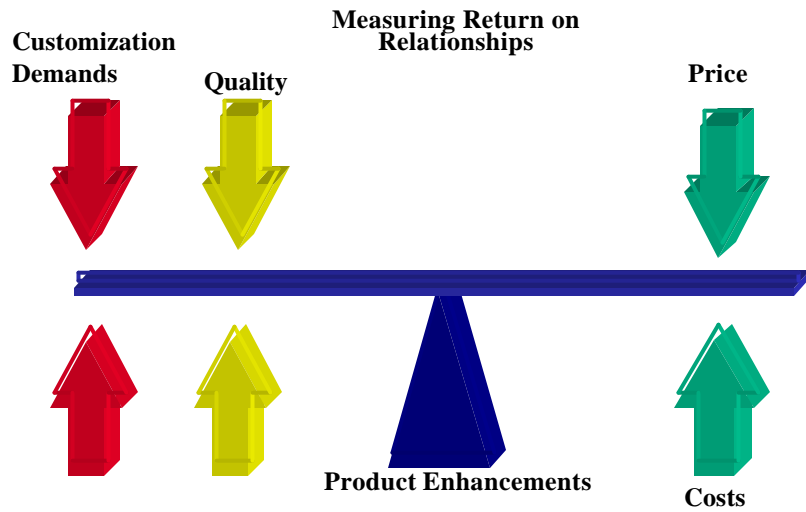 Measuring Return on
Relationships
Customization
Demands
Quality
Price
Product Enhancements
Costs